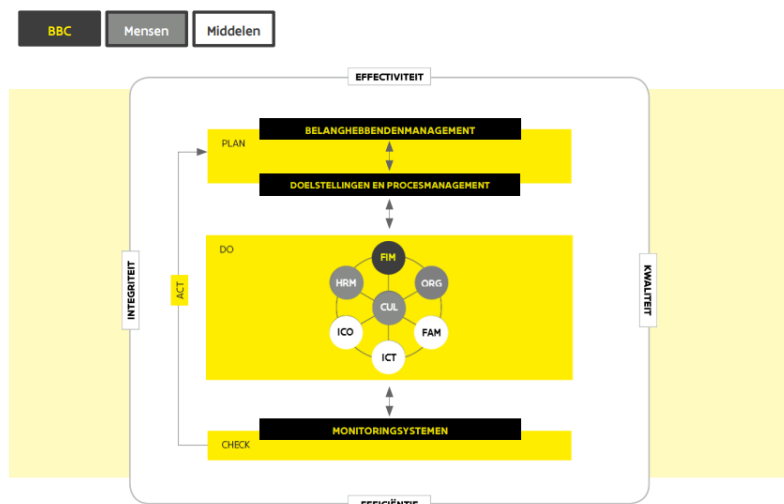 BBC
Mensen
Middelen
EFFECTIVITEIT
BELANGHEBBENDENMANAGEMENT
PLAN
DOELSTELLINGEN EN PROCESMANAGEMENT
DO
FIM
HRM
ORG
INTEGRITEIT
ACT
KWALITEIT
CUL
ICO
FAM
ICT
MONITORINGSYSTEMEN
CHECK
EFFICIËNTIE